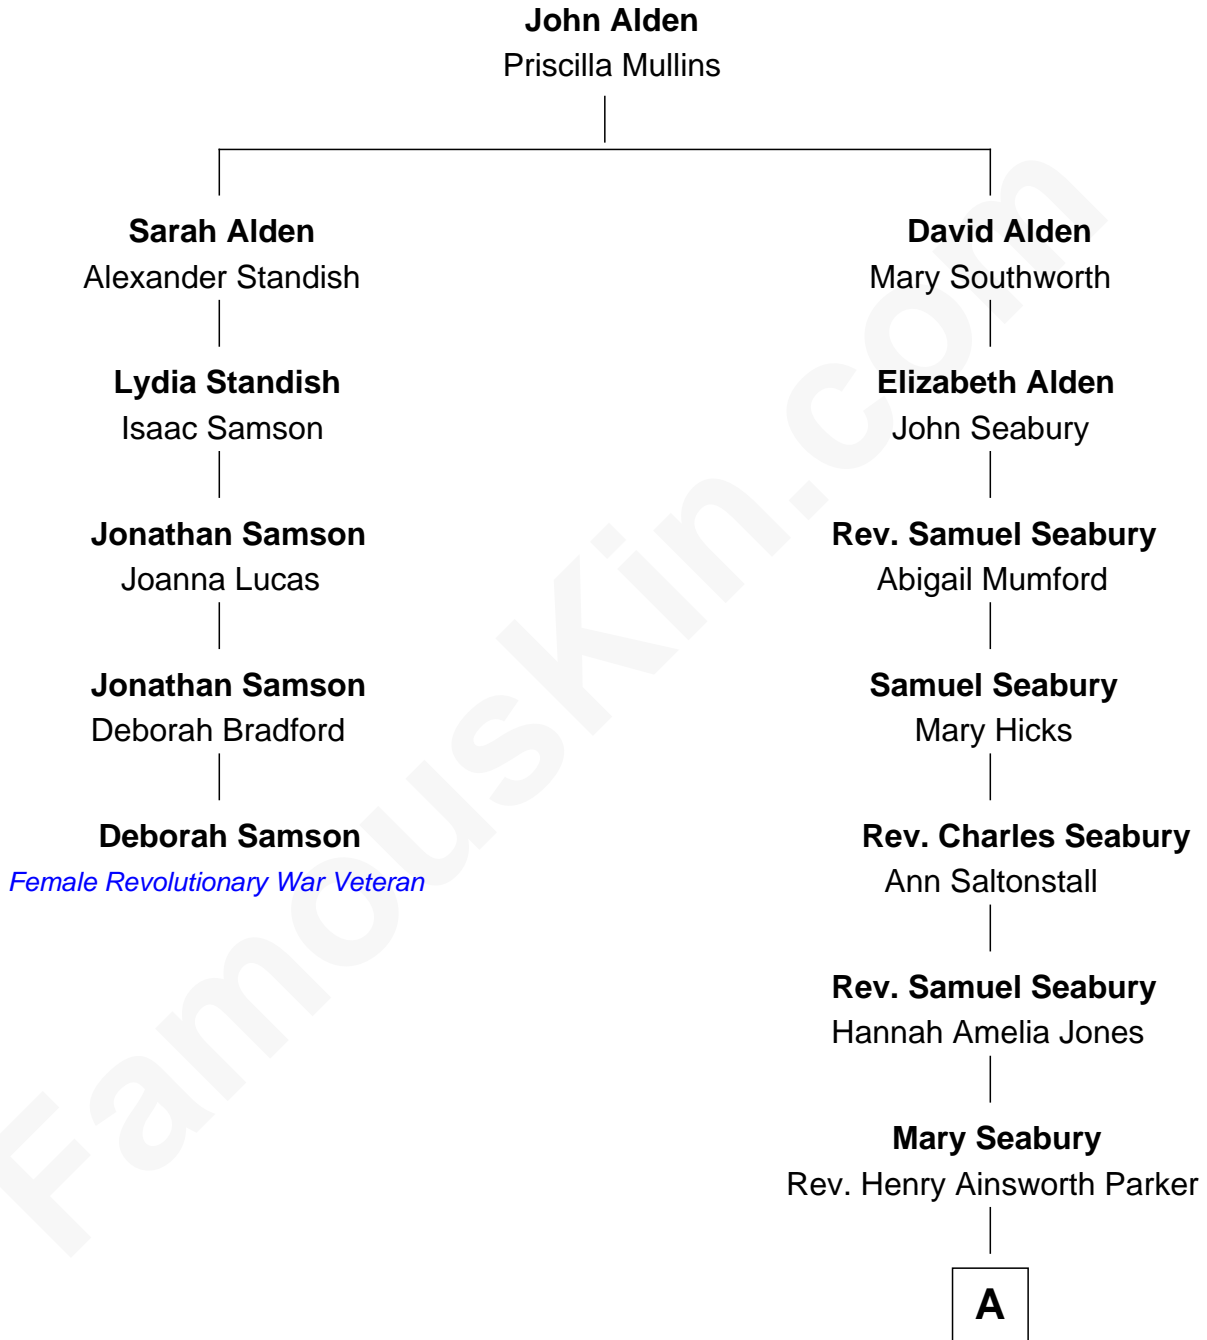 John Alden
Priscilla Mullins
Sarah Alden
Alexander Standish
David Alden
Mary Southworth
Lydia Standish
Isaac Samson
Elizabeth Alden
John Seabury
Jonathan Samson
Joanna Lucas
Rev. Samuel Seabury
Abigail Mumford
Jonathan Samson
Deborah Bradford
Samuel Seabury
Mary Hicks
Deborah Samson
Female Revolutionary War Veteran
Rev. Charles Seabury
Ann Saltonstall
Rev. Samuel Seabury
Hannah Amelia Jones
Mary Seabury
Rev. Henry Ainsworth Parker
A
FamousKin.com